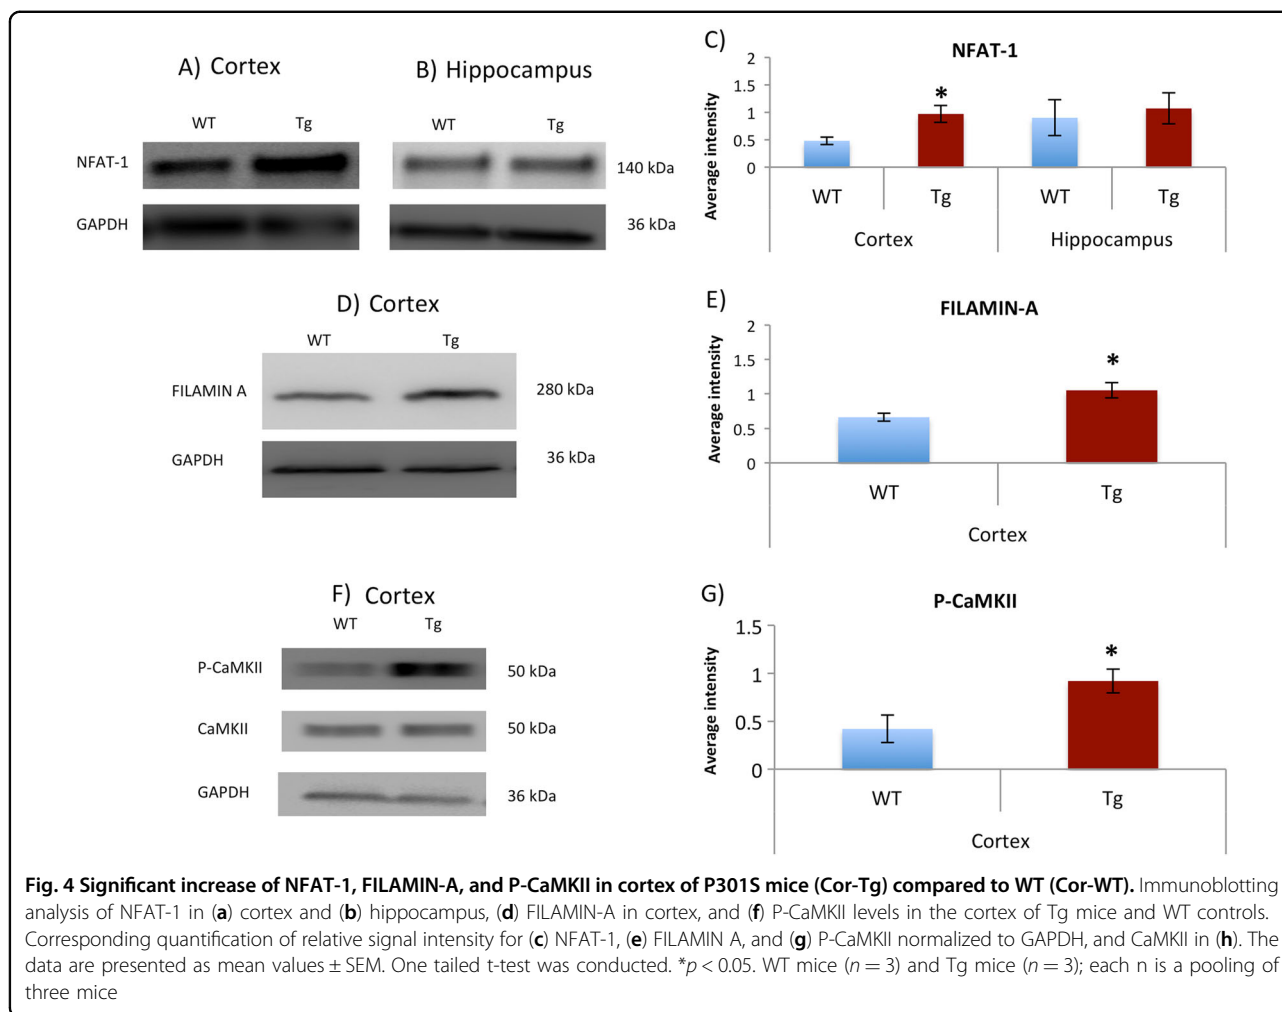 A) Cortex
B) Hippocampus
WT Tg
WT Tg
NFAT-1
140 kDa
GAPDH
36 kDa
C)
NFAT-1
Average intensity
2
1.5
1
0.5
0
*
WT Tg WT Tg
Cortex Hippocampus
D) Cortex
WT Tg
FILAMIN A
280 kDa
GAPDH
36 kDa
E)
FILAMIN-A
Average intensity
2
1.5
1
0.5
0
*
WT Tg
Cortex
F) Cortex
WT Tg
P-CaMKII
50 kDa
CaMKII
50 kDa
GAPDH
36 kDa
G)
P-CaMKII
Average intensity
1.5
1
0.5
0
*
WT Tg
Cortex
Fig. 4 Significant increase of NFAT-1, FILAMIN-A, and P-CaMKII in cortex of P301S mice (Cor-Tg) compared to WT (Cor-WT). Immunoblotting
analysis of NFAT-1 in (a) cortex and (b) hippocampus, (d) FILAMIN-A in cortex, and (f) P-CaMKII levels in the cortex of Tg mice and WT controls.
Corresponding quantification of relative signal intensity for (c) NFAT-1, (e) FILAMIN A, and (g) P-CaMKII normalized to GAPDH, and CaMKII in (h). The
data are presented as mean values ± SEM. One tailed t-test was conducted. *p < 0.05. WT mice (n = 3) and Tg mice (n = 3); each n is a pooling of
three mice